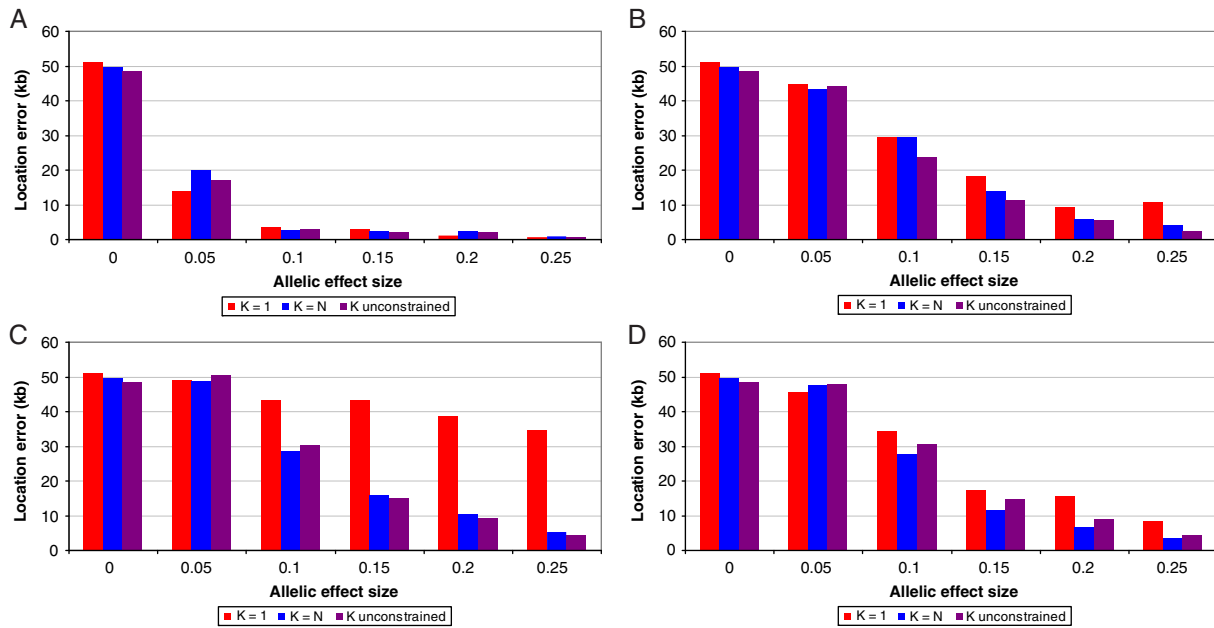 A
Location error (kb)
60
50
40
30
20
10
0
0 0.05 0.1 0.15 0.2 0.25
Allelic effect size
K = 1 K = N K unconstrained
B
Location error (kb)
60
50
40
30
20
10
0
0 0.05 0.1 0.15 0.2 0.25
Allelic effect size
K = 1 K = N K unconstrained
C
Location error (kb)
60
50
40
30
20
10
0
0 0.05 0.1 0.15 0.2 0.25
Allelic effect size
K = 1 K = N K unconstrained
D
Location error (kb)
60
50
40
30
20
10
0
0 0.05 0.1 0.15 0.2 0.25
Allelic effect size
K = 1 K = N K unconstrained